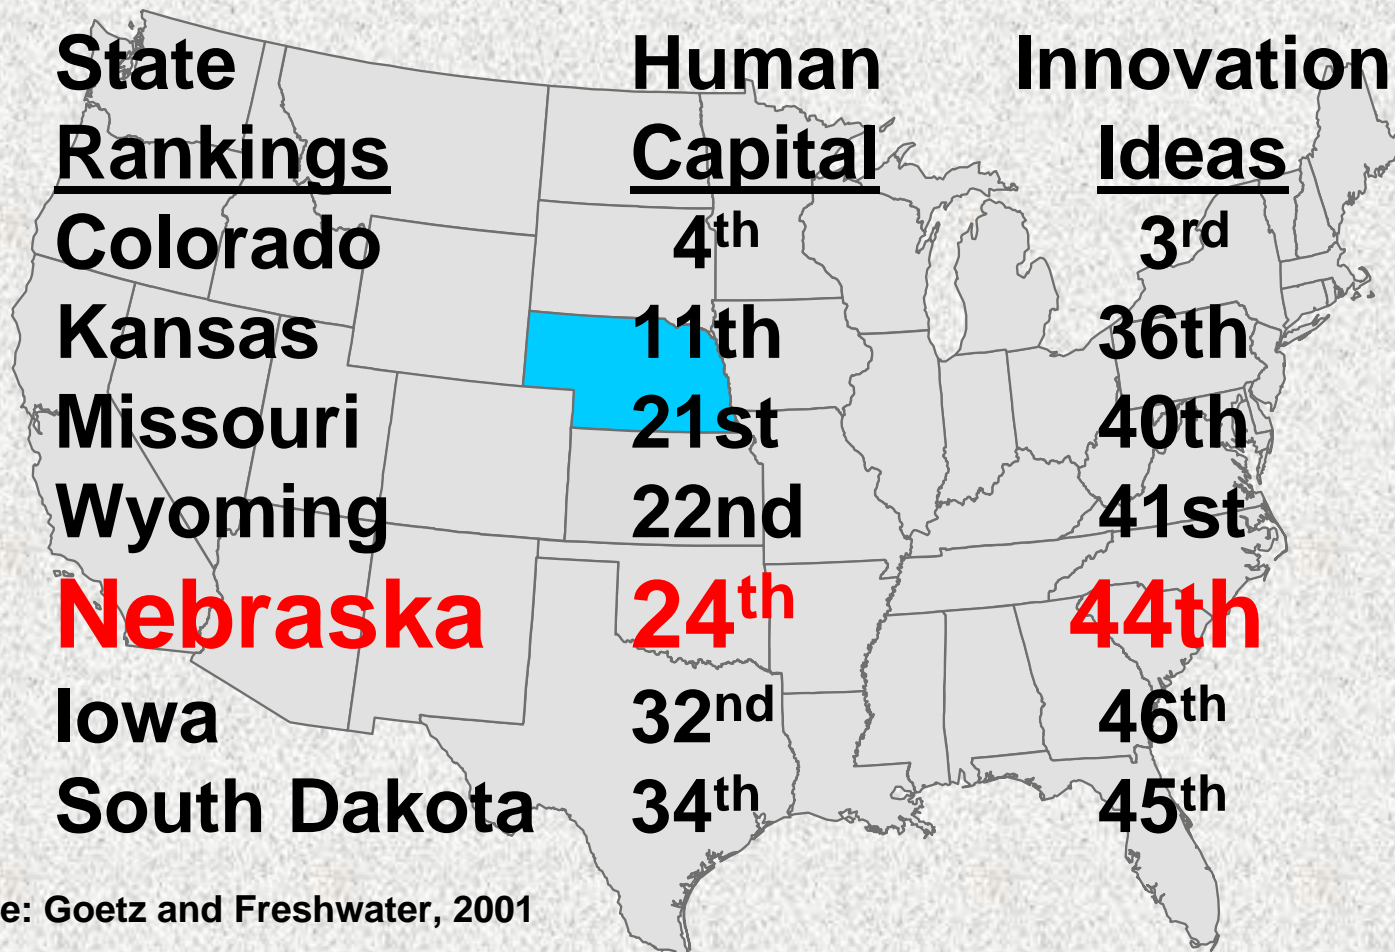 State Human Innovation
Rankings Capital Ideas
Colorado 4th 3rd
Kansas 11th 36th
Missouri 21st 40th
Wyoming 22nd 41st
Nebraska 24th 44th
Iowa 32nd 46th
South Dakota 34th 45th
e: Goetz and Freshwater, 2001